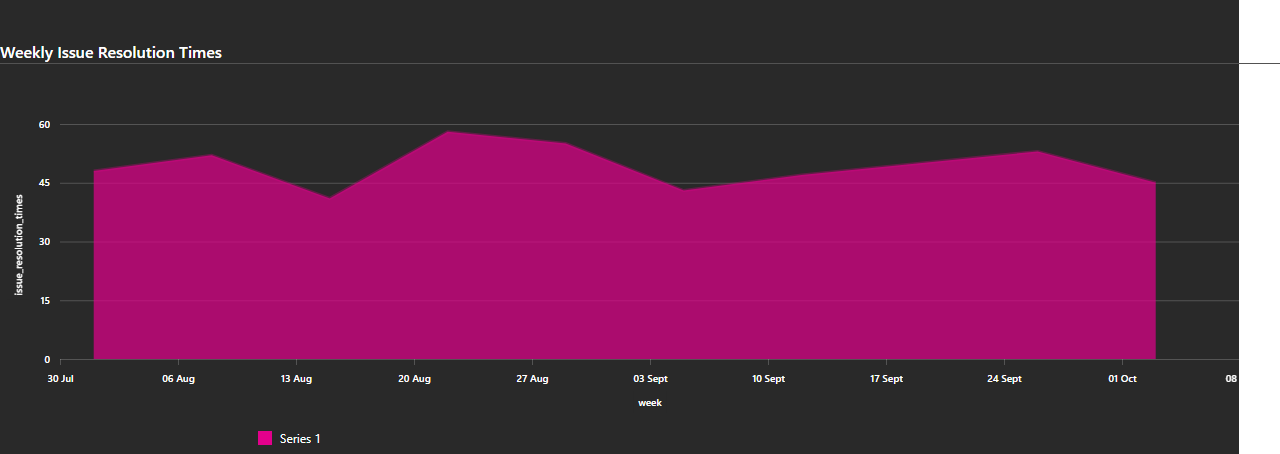 Weekly Issue Resolution Times
60
45
30
15
0
issue_resolution_times
30 Jul 06 Aug 13 Aug 20 Aug 27 Aug 03 Sept 10 Sept 17 Sept 24 Sept 01 Oct 08
week
Series 1